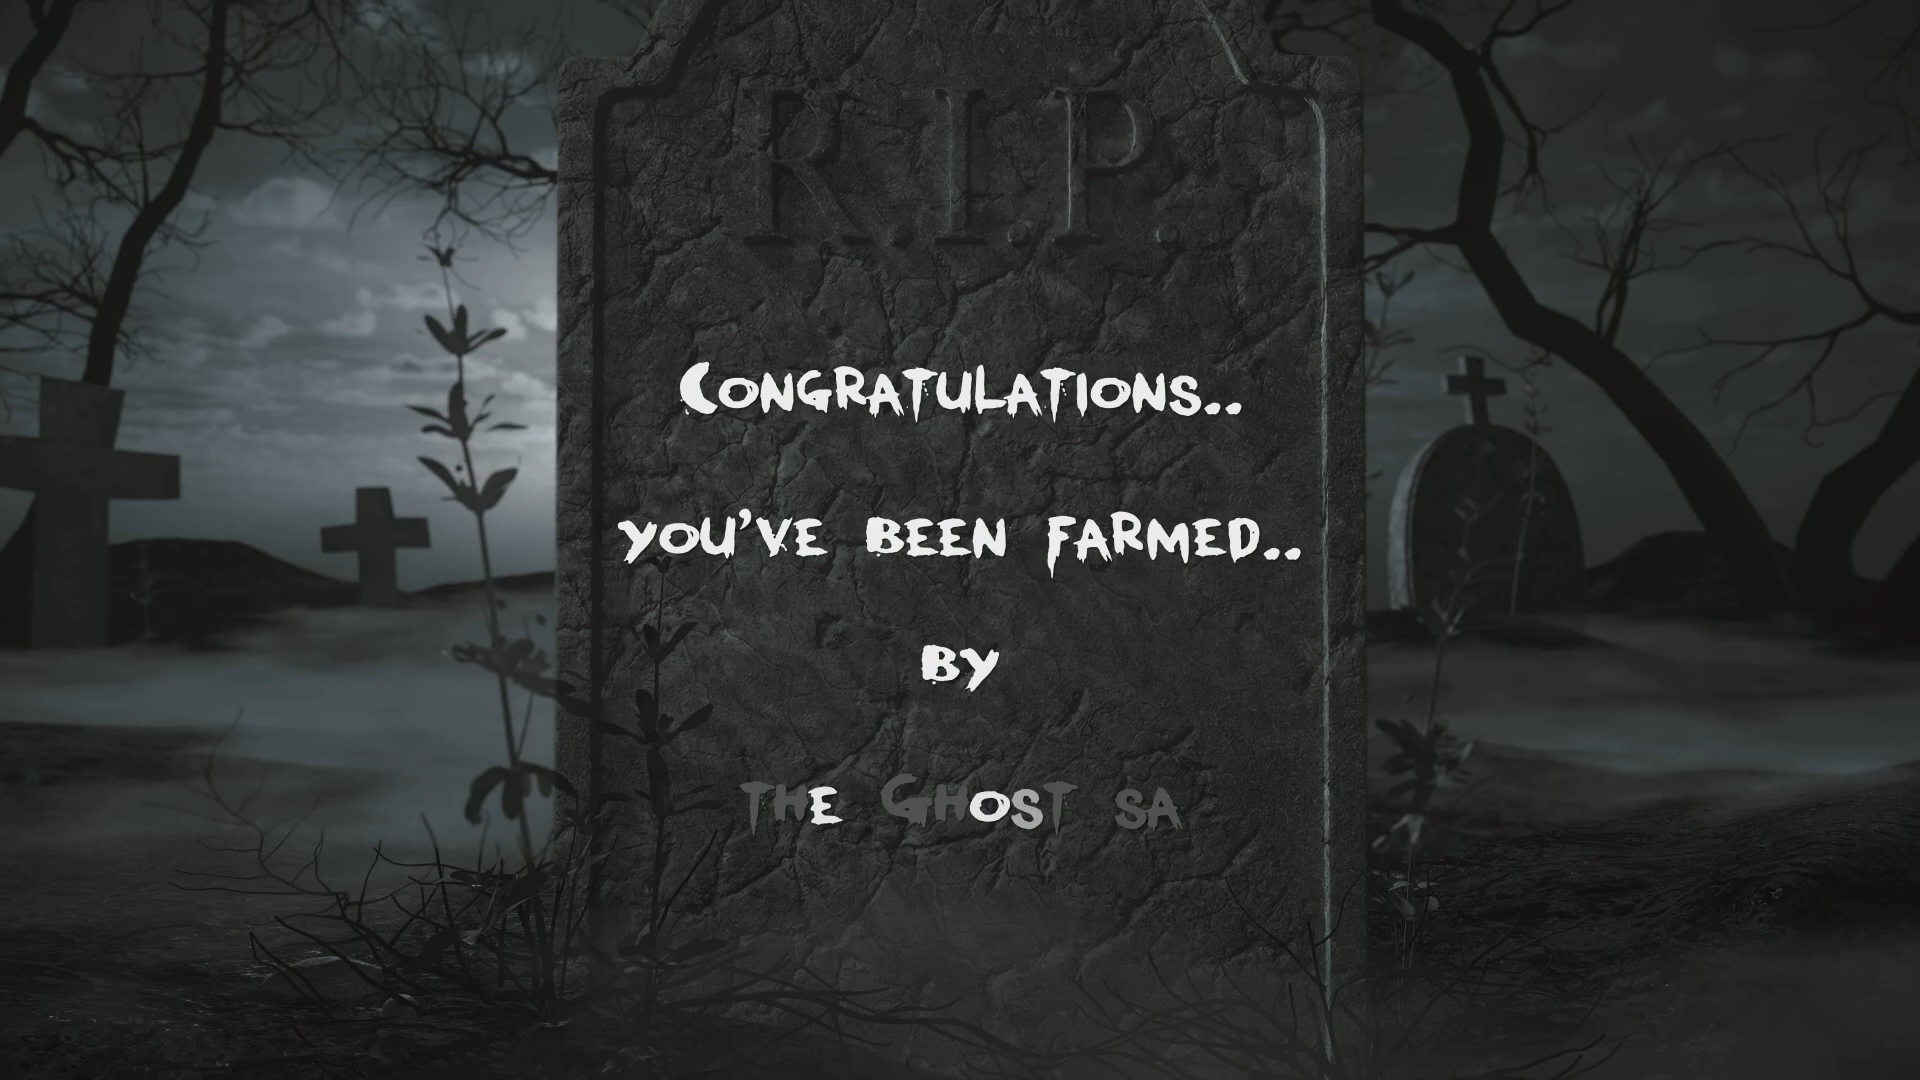 R.I.P.
Congratulations..
you've been farmed..
by
the Ghost sa